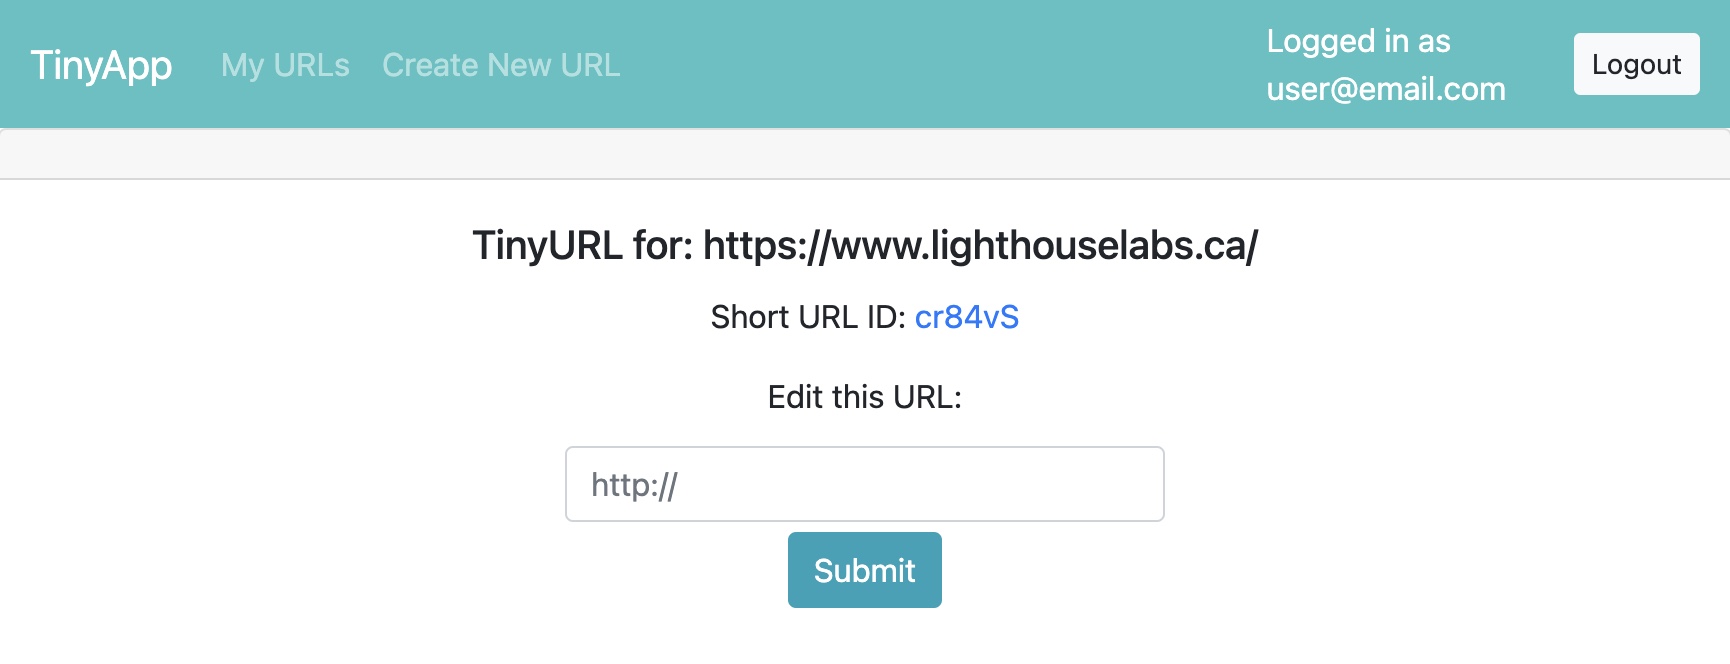 TinyApp My URLs Create New URL
Logged in as
user@email.com
Logout
TinyURL for: https://www.lighthouselabs.ca/
Short URL ID: cr84vS
Edit this URL:
http://
Submit